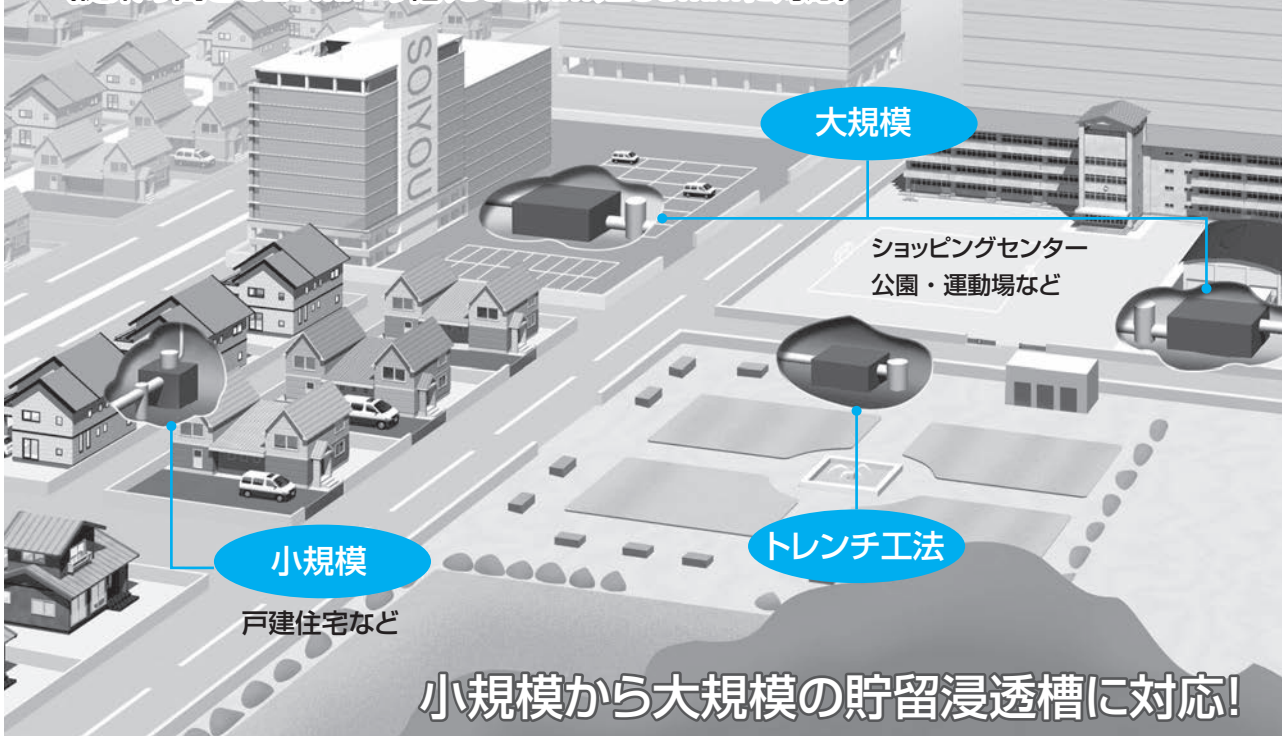 SOIYOU
大規模
ショッピングセンター
公園・運動場など
小規模
戸建住宅など
トレンチ工法
小規模から大規模の貯留浸透槽に対応!